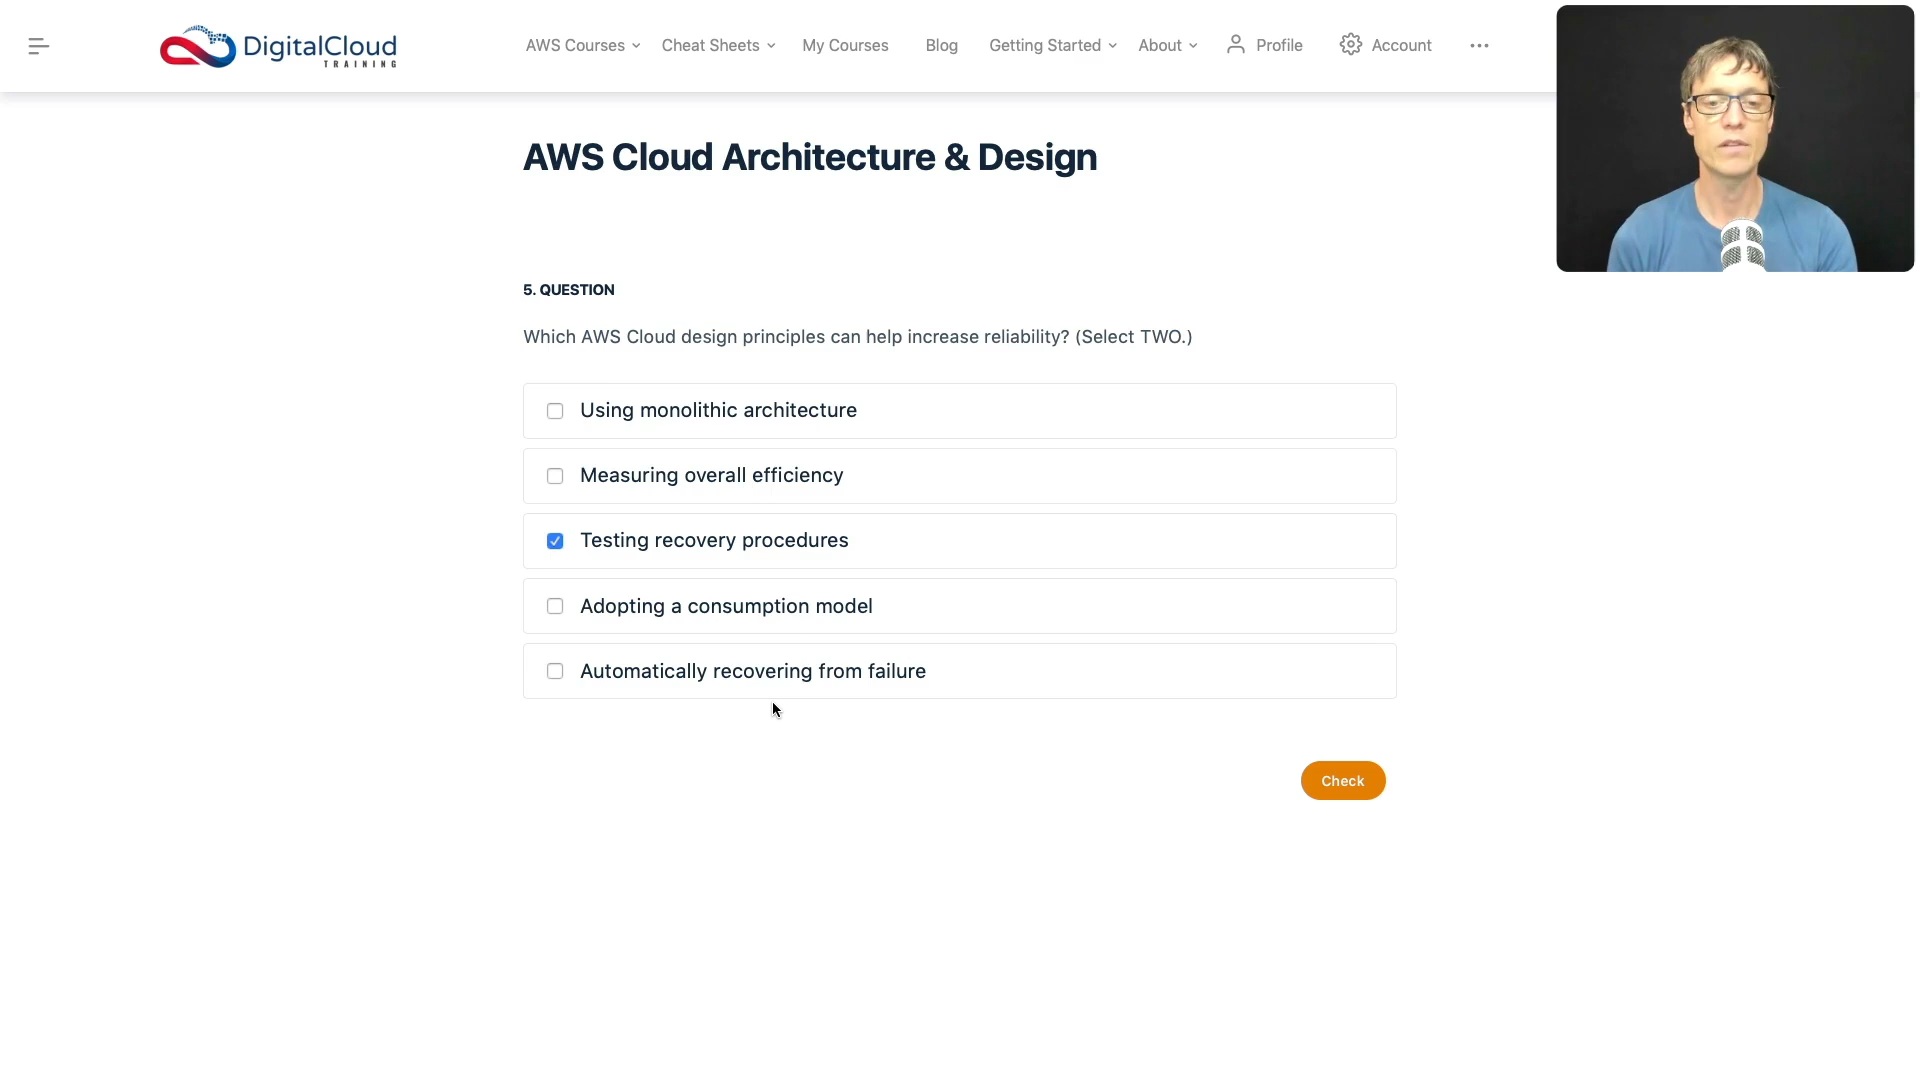 DigitalCloud
TRAINING
AWS Courses
Cheat Sheets
My Courses
Blog
Getting Started
About
Profile
Account
AWS Cloud Architecture & Design
5. QUESTION
Which AWS Cloud design principles can help increase reliability? (Select TWO.)
Using monolithic architecture
Measuring overall efficiency
Testing recovery procedures
Adopting a consumption model
Automatically recovering from failure
Check